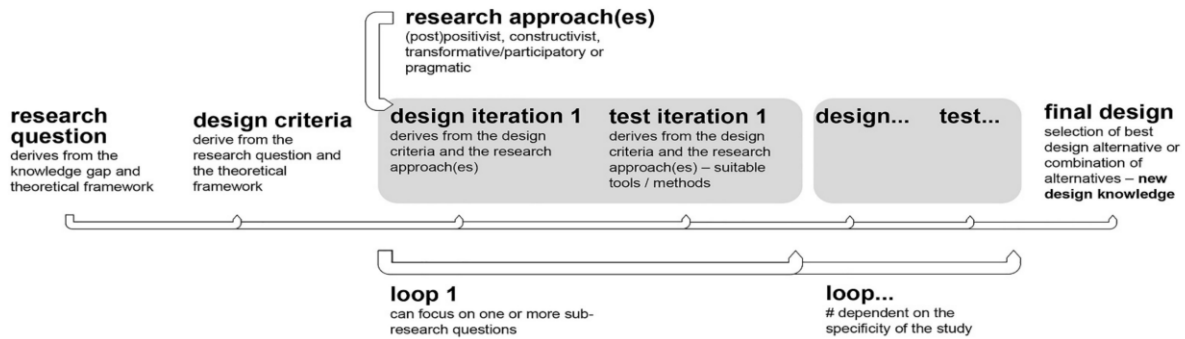 research approach(es)
(post)positivist, constructivist,
transformative/participatory or
pragmatic
research
question
derives from the
knowledge gap and
theoretical framework
design criteria
derive from the
research question and
the theoretical
framework
design iteration 1
derives from the design
criteria and the research
approach(es)
test iteration 1
derives from the design
criteria and the research
approach(es) – suitable
tools / methods
design...
test...
final design
selection of best
design alternative or
combination of
alternatives – new
design knowledge
loop 1
can focus on one or more sub-
research questions
loop...
# dependent on the
specificity of the study